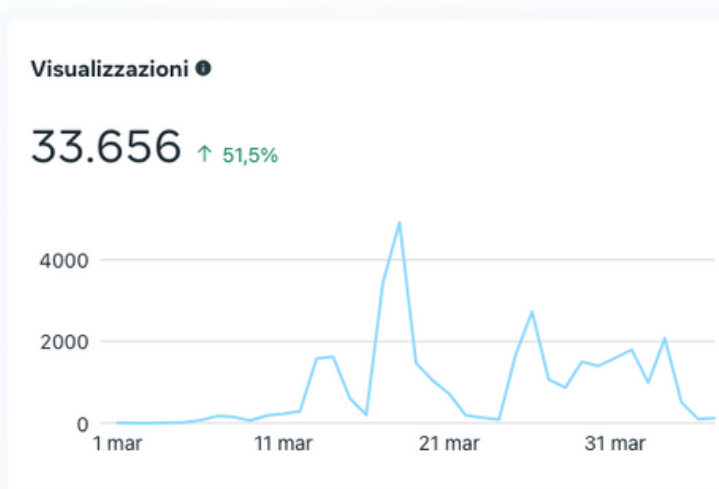 Visualizzazioni
33.656 ↑ 51,5%
4000
2000
0
1 mar 11 mar 21 mar 31 mar